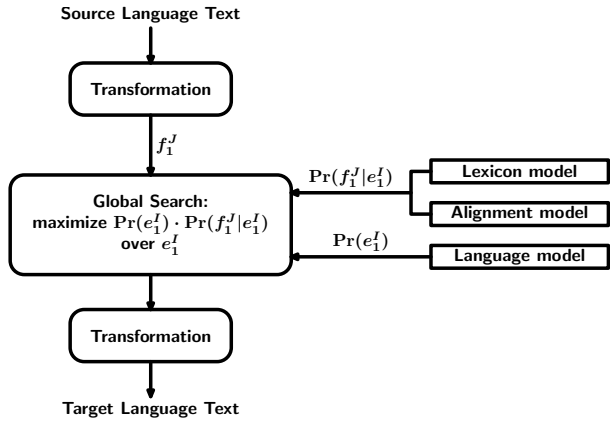 Source Language Text
Transformation
f_1^J
Global Search:
maximize Pr(e_1^I) · Pr(f_1^J|e_1^I)
over e_1^I
Pr(f_1^J|e_1^I)
Lexicon model
Alignment model
Pr(e_1^I)
Language model
Transformation
Target Language Text